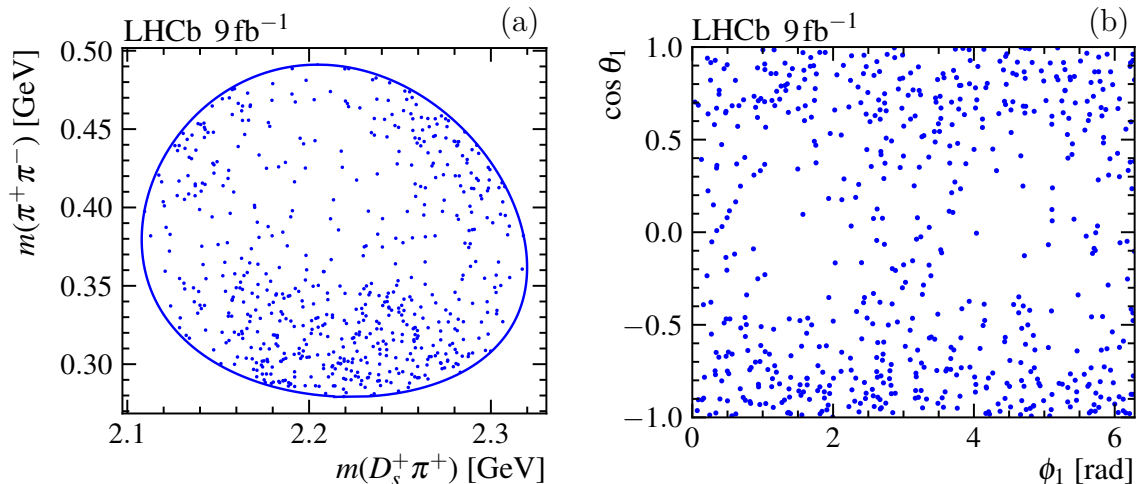 LHCb 9 fb⁻¹ (a)
0.50
0.45
0.40
0.35
0.30
m(π⁺π⁻) [GeV]
2.1 2.2 2.3
m(D_s⁺π⁺) [GeV]
LHCb 9 fb⁻¹ (b)
1.0
0.5
0.0
−0.5
−1.0
cos θ₁
0 2 4 6
ϕ₁ [rad]